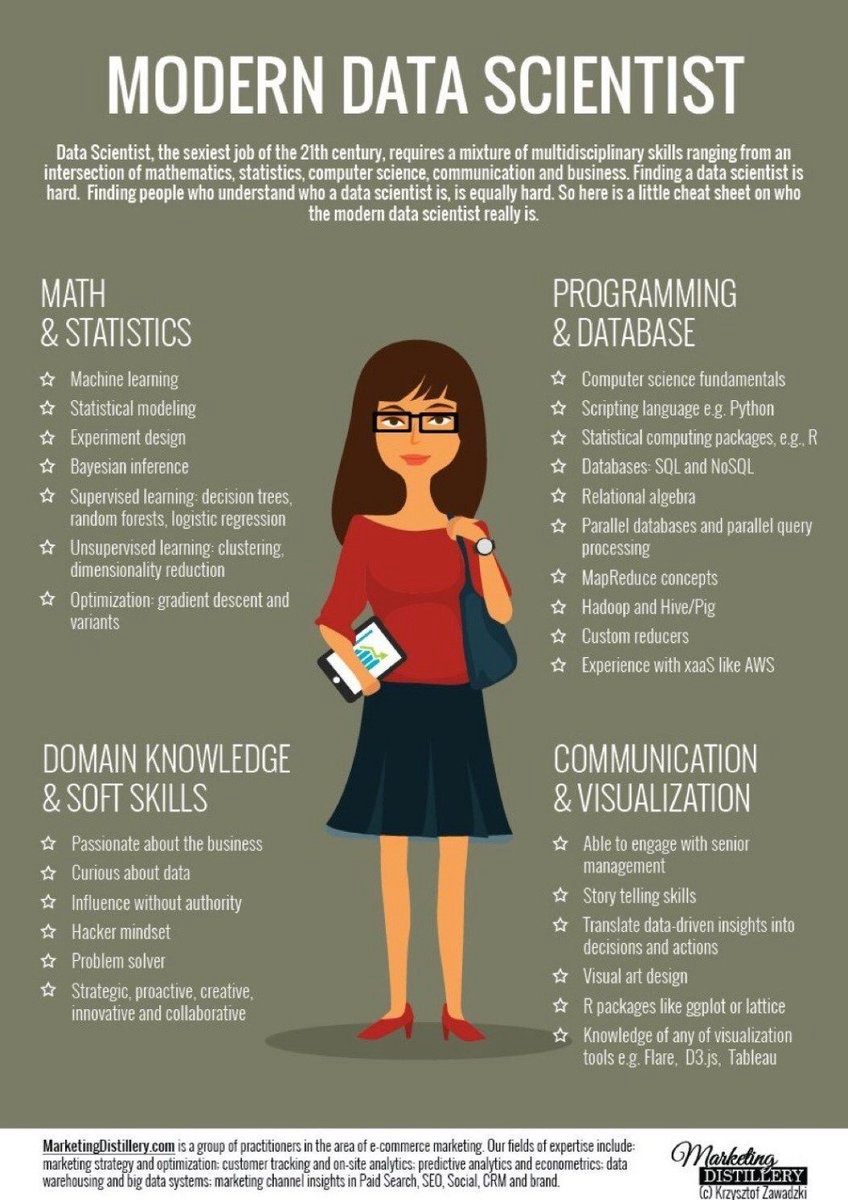 MODERN DATA SCIENTIST
Data Scientist, the sexiest job of the 21th century, requires a mixture of multidisciplinary skills ranging from an
intersection of mathematics, statistics, computer science, communication and business. Finding a data scientist is
hard. Finding people who understand who a data scientist is, is equally hard. So here is a little cheat sheet on who
the modern data scientist really is.
MATH
& STATISTICS
Machine learning
Statistical modeling
Experiment design
Bayesian inference
Supervised learning: decision trees,
random forests, logistic regression
Unsupervised learning: clustering,
dimensionality reduction
Optimization: gradient descent and
variants
PROGRAMMING
& DATABASE
Computer science fundamentals
Scripting language e.g. Python
Statistical computing packages, e.g., R
Databases: SQL and NoSQL
Relational algebra
Parallel databases and parallel query
processing
MapReduce concepts
Hadoop and Hive/Pig
Custom reducers
Experience with xaaS like AWS
DOMAIN KNOWLEDGE
& SOFT SKILLS
Passionate about the business
Curious about data
Influence without authority
Hacker mindset
Problem solver
Strategic, proactive, creative,
innovative and collaborative
COMMUNICATION
& VISUALIZATION
Able to engage with senior
management
Story telling skills
Translate data-driven insights into
decisions and actions
Visual art design
R packages like ggplot or lattice
Knowledge of any of visualization
tools e.g. Flare, D3.js, Tableau
MarketingDistillery.com is a group of practitioners in the area of e-commerce marketing. Our fields of expertise include:
marketing strategy and optimization; customer tracking and on-site analytics; predictive analytics and econometrics; data
warehousing and big data systems; marketing channel insights in Paid Search, SEO, Social, CRM and brand.
Marketing
DISTILLERY
(c) Krzysztof Zawadzki